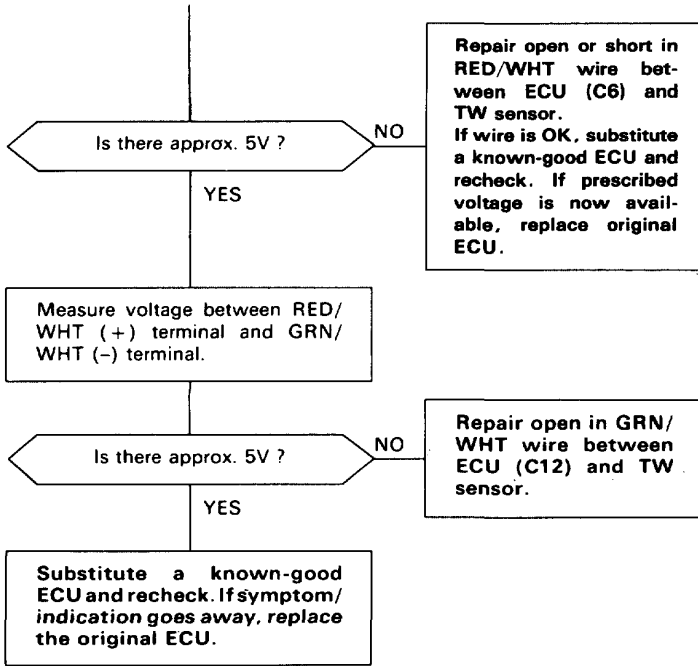 Repair open or short in
RED/WHT wire bet-
ween ECU (C6) and
TW sensor.
If wire is OK, substitute
a known-good ECU and
recheck. If prescribed
voltage is now avail-
able, replace original
ECU.
Is there approx. 5V ?
NO
YES
Measure voltage between RED/
WHT (+) terminal and GRN/
WHT (–) terminal.
Is there approx. 5V ?
NO
Repair open in GRN/
WHT wire between
ECU (C12) and TW
sensor.
YES
Substitute a known-good
ECU and recheck. If symptom/
indication goes away, replace
the original ECU.